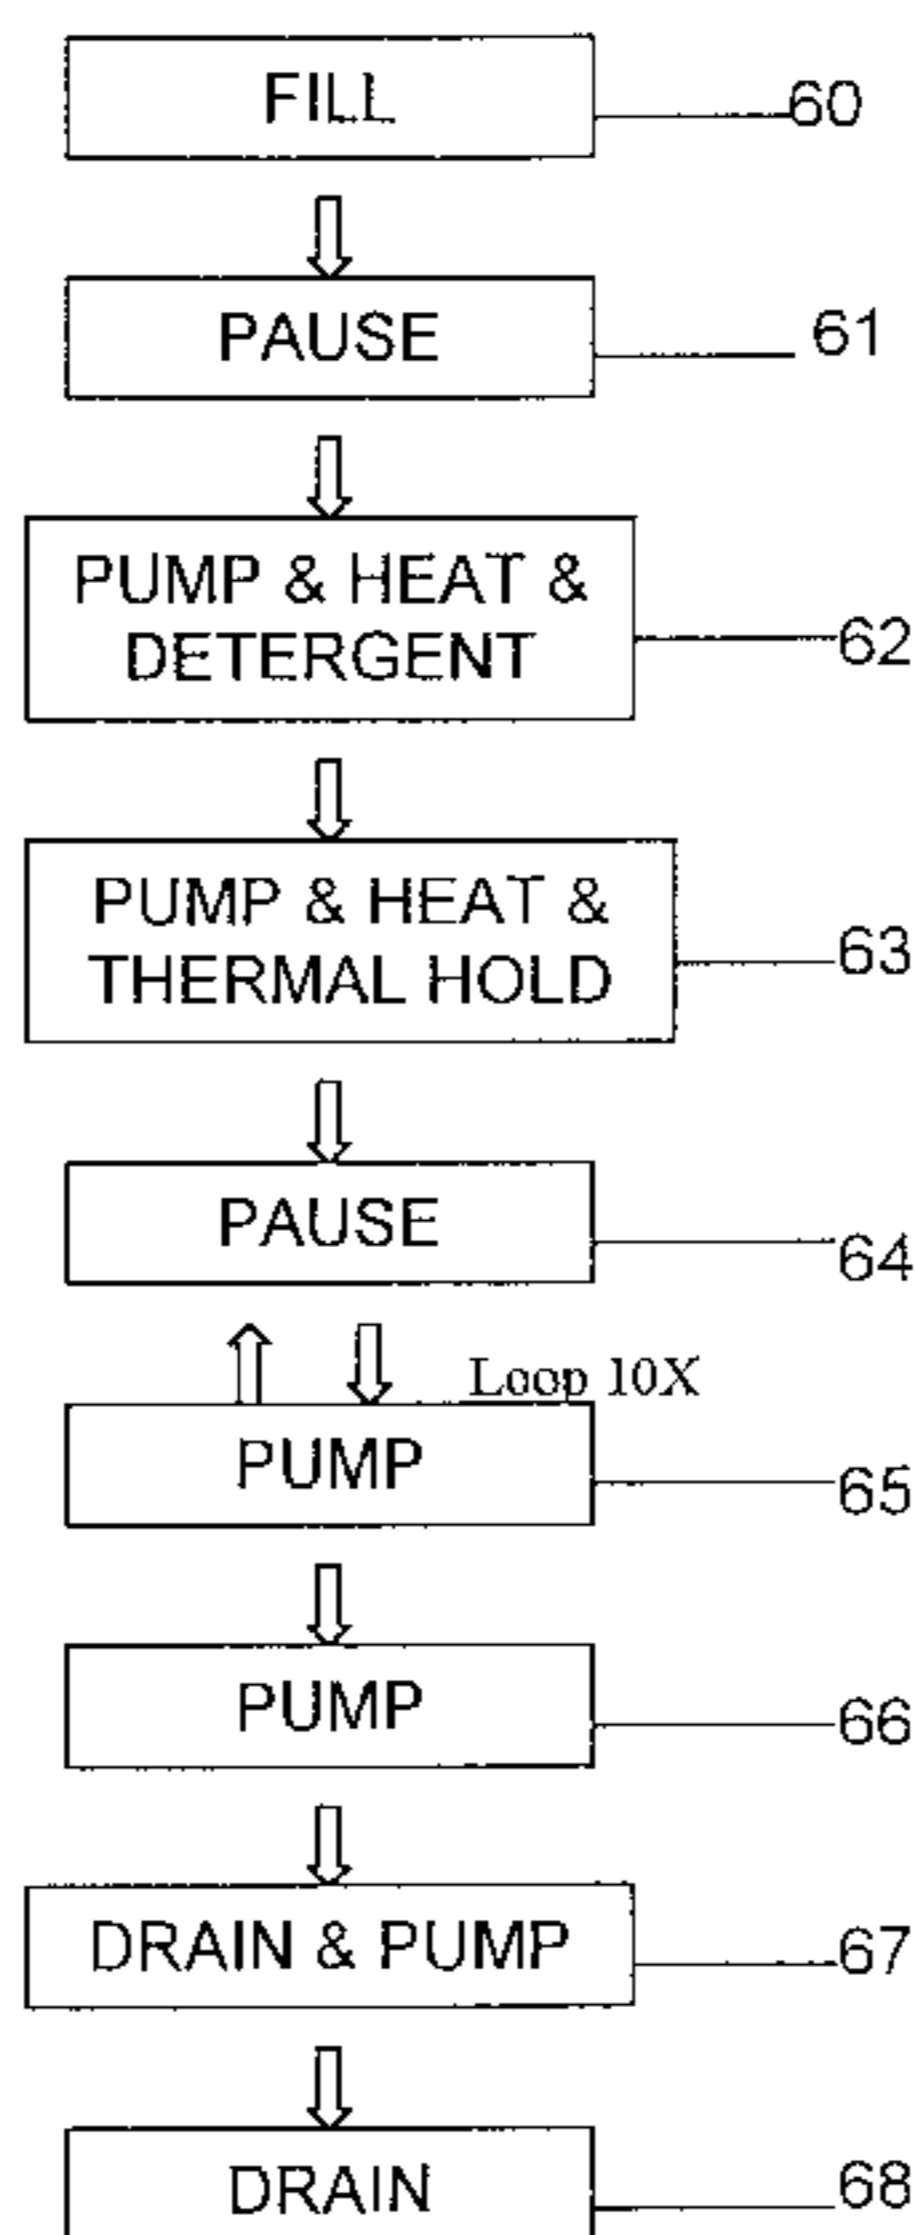 FILL
60
PAUSE
61
PUMP & HEAT &
DETERGENT
62
PUMP & HEAT &
THERMAL HOLD
63
PAUSE
64
Loop 10X
PUMP
65
PUMP
66
DRAIN & PUMP
67
DRAIN
68